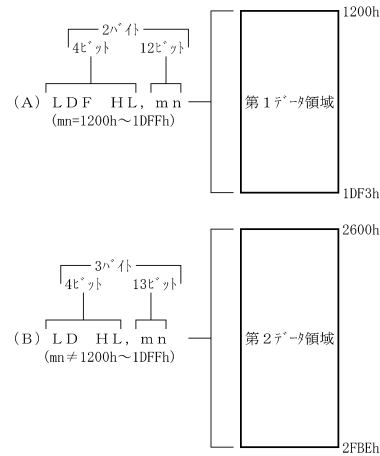 1200h
2バイト
4ビット 12ビット
(A) LDF HL, mn
(mn=1200h~1DFFh)
第1データ領域
1DF3h
2600h
3バイト
4ビット 13ビット
(B) LD HL, mn
(mn≠1200h~1DFFh)
第2データ領域
2FBEh